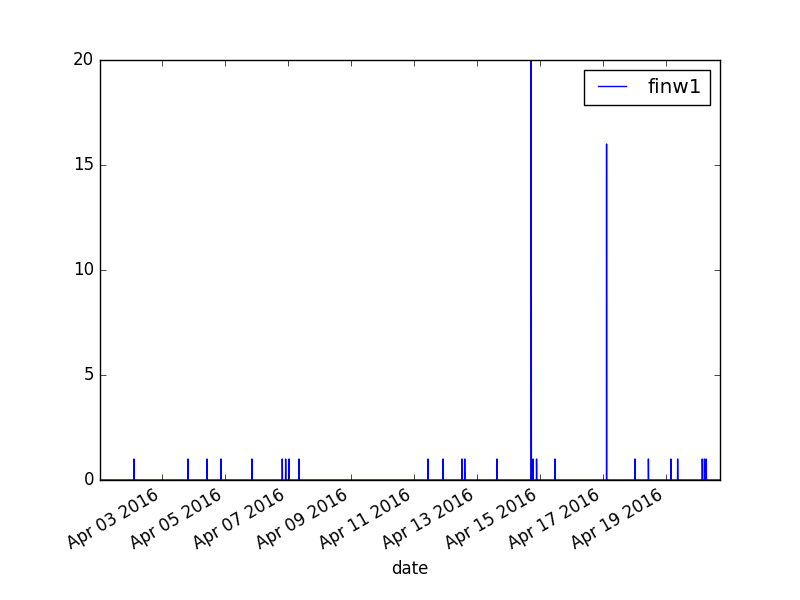 finw1
20
15
10
5
0
Apr 03 2016
Apr 05 2016
Apr 07 2016
Apr 09 2016
Apr 11 2016
Apr 13 2016
Apr 15 2016
Apr 17 2016
Apr 19 2016
date